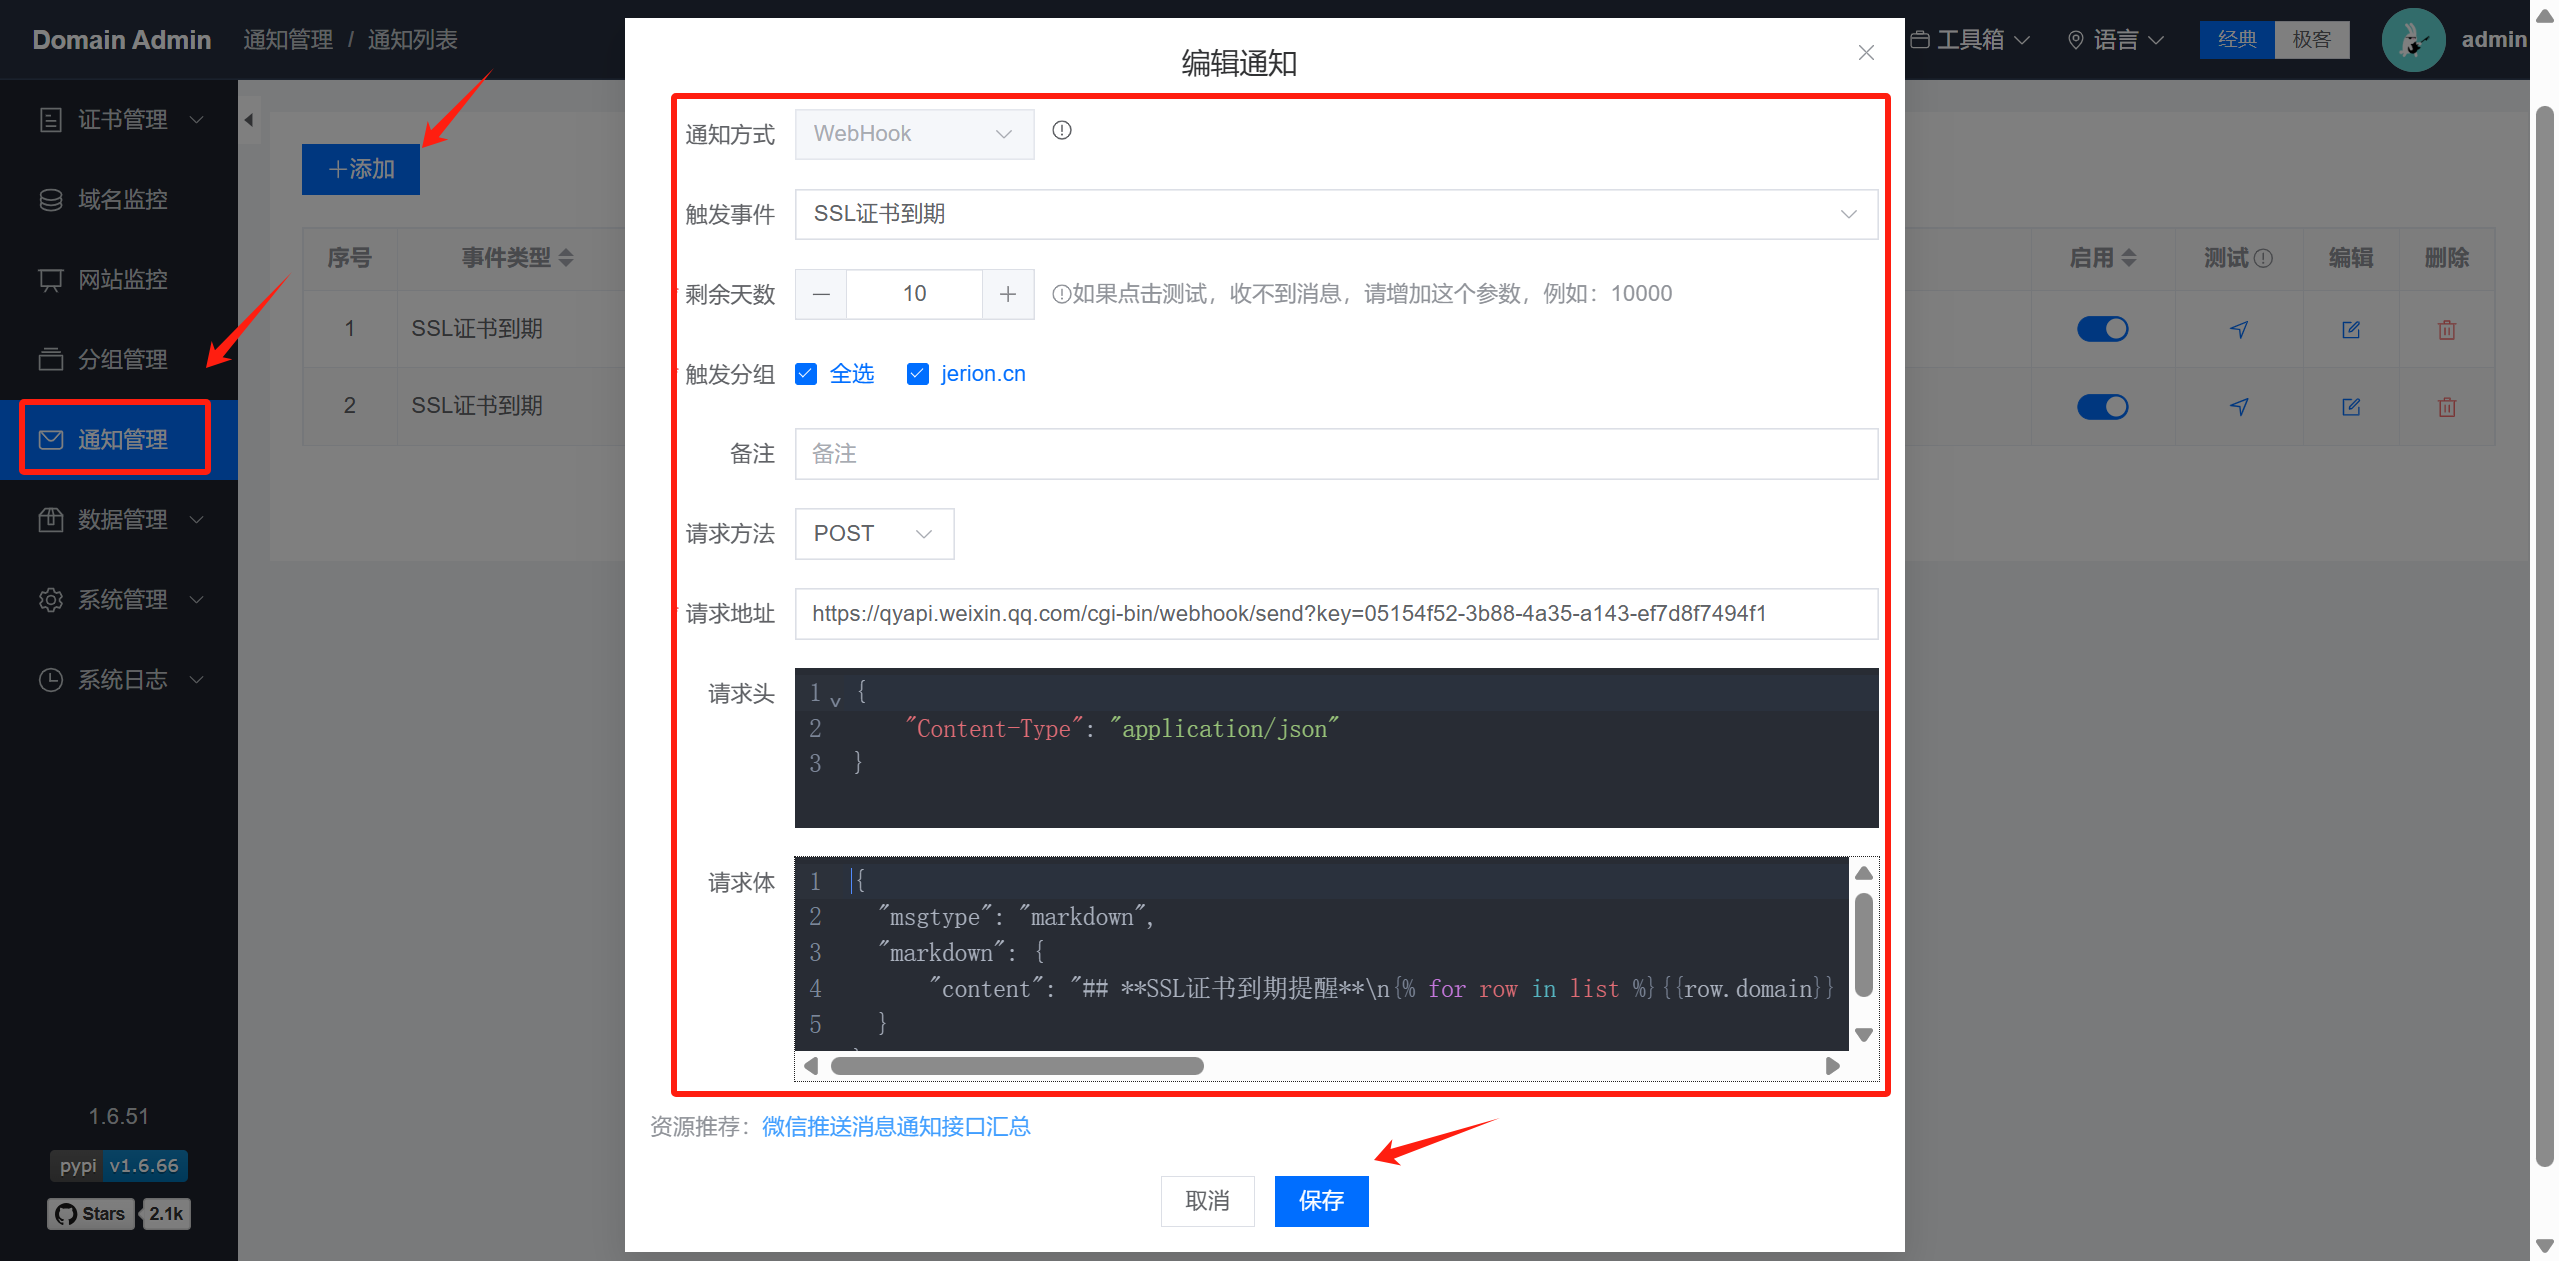 Domain Admin
通知管理 / 通知列表
工具箱
语言
经典
极客
admin
证书管理
域名监控
网站监控
分组管理
通知管理
数据管理
系统管理
系统日志
1.6.51
pypi v1.6.66
Stars 2.1k
添加
序号 事件类型 启用 测试 编辑 删除
1 SSL证书到期
2 SSL证书到期
编辑通知
通知方式 WebHook
触发事件 SSL证书到期
剩余天数 10 如果点击测试，收不到消息，请增加这个参数，例如：10000
触发分组 全选 jerion.cn
备注 备注
请求方法 POST
请求地址 https://qyapi.weixin.qq.com/cgi-bin/webhook/send?key=05154f52-3b88-4a35-a143-ef7d8f7494f1
请求头
1 {
2 "Content-Type": "application/json"
3 }
请求体
1 {
2 "msgtype": "markdown",
3 "markdown": {
4 "content": "## **SSL证书到期提醒**\n{% for row in list %}{{row.domain}}
5 }
资源推荐：微信推送消息通知接口汇总
取消
保存